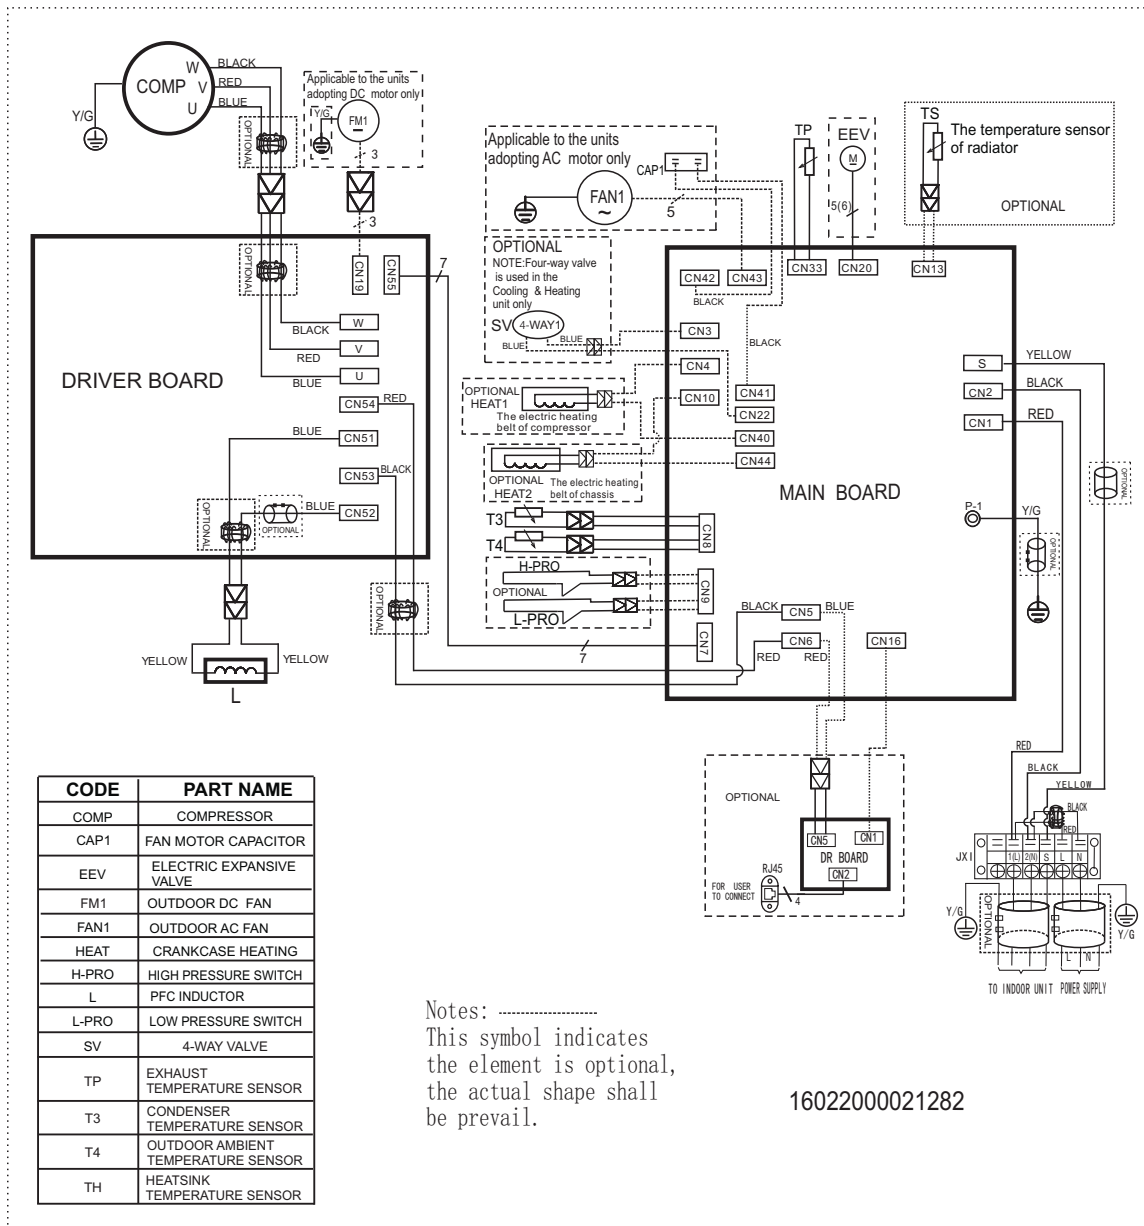 W
BLACK
COMP
V
RED
U
BLUE
Y/G
OPTIONAL
Applicable to the units
adopting DC motor only
Y/G
FM1
3
3
Applicable to the units
adopting AC motor only
CAP1
FAN1
~
5
TP
EEV
M
5(6)
TS
The temperature sensor
of radiator
OPTIONAL
OPTIONAL
NOTE:Four-way valve
is used in the
Cooling & Heating
unit only
SV
4-WAY1
BLUE
BLUE
OPTIONAL
CN19
CN55
7
BLACK
W
RED
V
BLUE
U
DRIVER BOARD
CN54
RED
BLUE
CN51
CN53
BLACK
BLUE
CN52
OPTIONAL
OPTIONAL
OPTIONAL
YELLOW
YELLOW
L
CN42
CN43
BLACK
CN33
CN20
CN13
CN3
BLACK
CN4
CN10
CN41
CN22
CN40
CN44
S
YELLOW
CN2
BLACK
CN1
RED
OPTIONAL
HEAT1
The electric heating
belt of compressor
OPTIONAL
HEAT2
The electric heating
belt of chassis
MAIN BOARD
OPTIONAL
P-1
Y/G
OPTIONAL
T3
T4
CN8
H-PRO
OPTIONAL
L-PRO
CN9
CN7
7
BLACK
CN5
BLUE
CN6
RED
RED
CN16
RED
BLACK
YELLOW
BLACK
RED
JX1
1(L)
2(N)
S
L
N
OPTIONAL
CN5
CN1
DR BOARD
CN2
RJ45
FOR USER
TO CONNECT
4
Y/G
OPTIONAL
Y/G
L
N
TO INDOOR UNIT
POWER SUPPLY
CODE PART NAME
COMP COMPRESSOR
CAP1 FAN MOTOR CAPACITOR
EEV ELECTRIC EXPANSIVE
VALVE
FM1 OUTDOOR DC FAN
FAN1 OUTDOOR AC FAN
HEAT CRANKCASE HEATING
H-PRO HIGH PRESSURE SWITCH
L PFC INDUCTOR
L-PRO LOW PRESSURE SWITCH
SV 4-WAY VALVE
TP EXHAUST
TEMPERATURE SENSOR
T3 CONDENSER
TEMPERATURE SENSOR
T4 OUTDOOR AMBIENT
TEMPERATURE SENSOR
TH HEATSINK
TEMPERATURE SENSOR
Notes: ----------------
This symbol indicates
the element is optional,
the actual shape shall
be prevail.
16022000021282